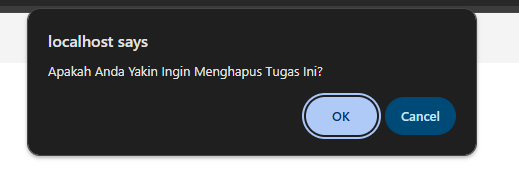 localhost says
Apakah Anda Yakin Ingin Menghapus Tugas Ini?
OK
Cancel